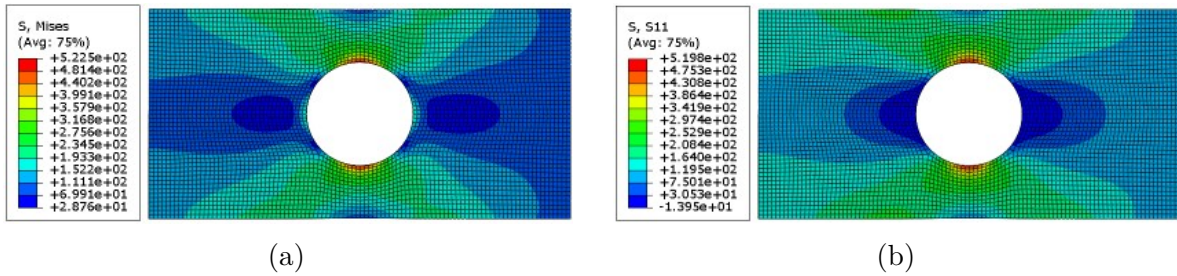 S, Mises
(Avg: 75%)
+5.225e+02
+4.814e+02
+4.402e+02
+3.991e+02
+3.579e+02
+3.168e+02
+2.756e+02
+2.345e+02
+1.933e+02
+1.522e+02
+1.111e+02
+6.991e+01
+2.876e+01
(a)
S, S11
(Avg: 75%)
+5.198e+02
+4.753e+02
+4.308e+02
+3.864e+02
+3.419e+02
+2.974e+02
+2.529e+02
+2.084e+02
+1.640e+02
+1.195e+02
+7.501e+01
+3.053e+01
-1.395e+01
(b)